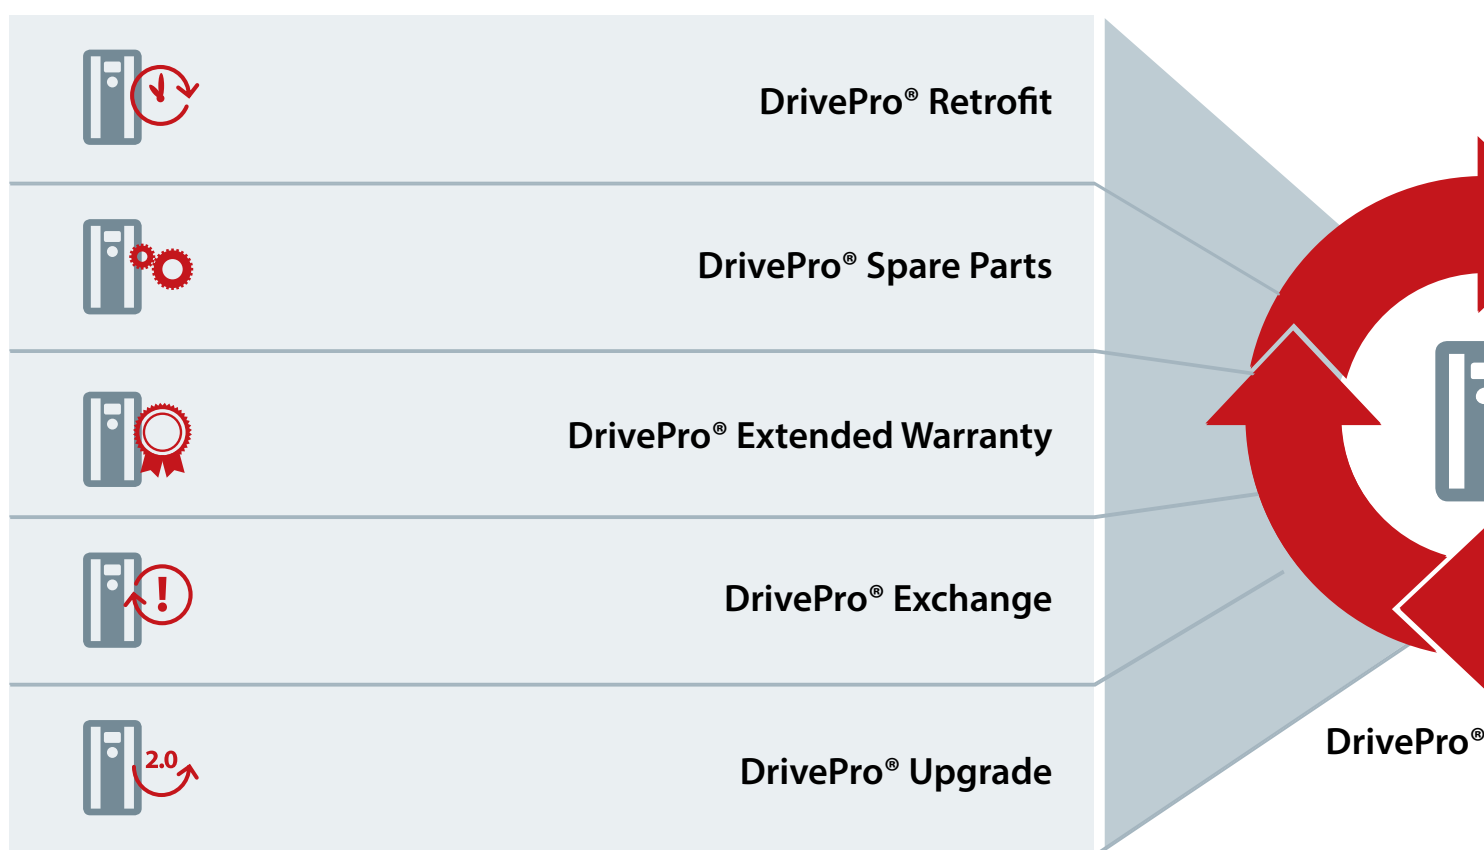 DrivePro® Retrofit
DrivePro® Spare Parts
DrivePro® Extended Warranty
DrivePro® Exchange
2.0
DrivePro® Upgrade
DrivePro®